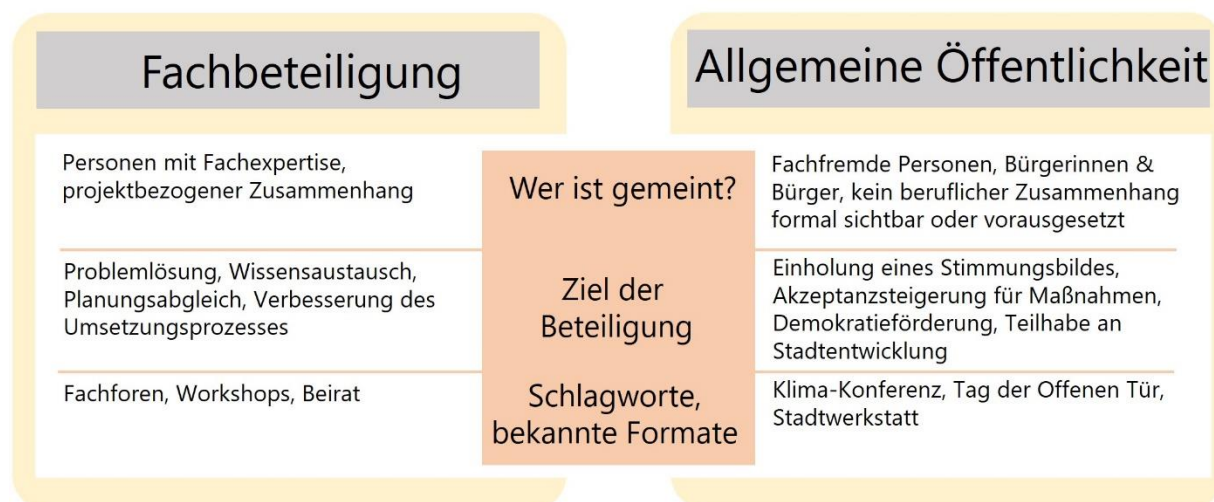 Fachbeteiligung
Allgemeine Öffentlichkeit
Personen mit Fachexpertise,
projektbezogener Zusammenhang
Wer ist gemeint?
Fachfremde Personen, Bürgerinnen &
Bürger, kein beruflicher Zusammenhang
formal sichtbar oder vorausgesetzt
Problemlösung, Wissensaustausch,
Planungsabgleich, Verbesserung des
Umsetzungsprozesses
Ziel der
Beteiligung
Einholung eines Stimmungsbildes,
Akzeptanzsteigerung für Maßnahmen,
Demokratieförderung, Teilhabe an
Stadtentwicklung
Fachforen, Workshops, Beirat
Schlagworte,
bekannte Formate
Klima-Konferenz, Tag der Offenen Tür,
Stadtwerkstatt